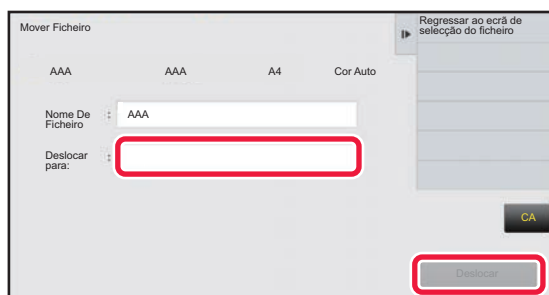 Mover Ficheiro
Regressar ao ecrã de
selecção do ficheiro
AAA AAA A4 Cor Auto
Nome De
Ficheiro : AAA
Deslocar
para: :
CA
Deslocar